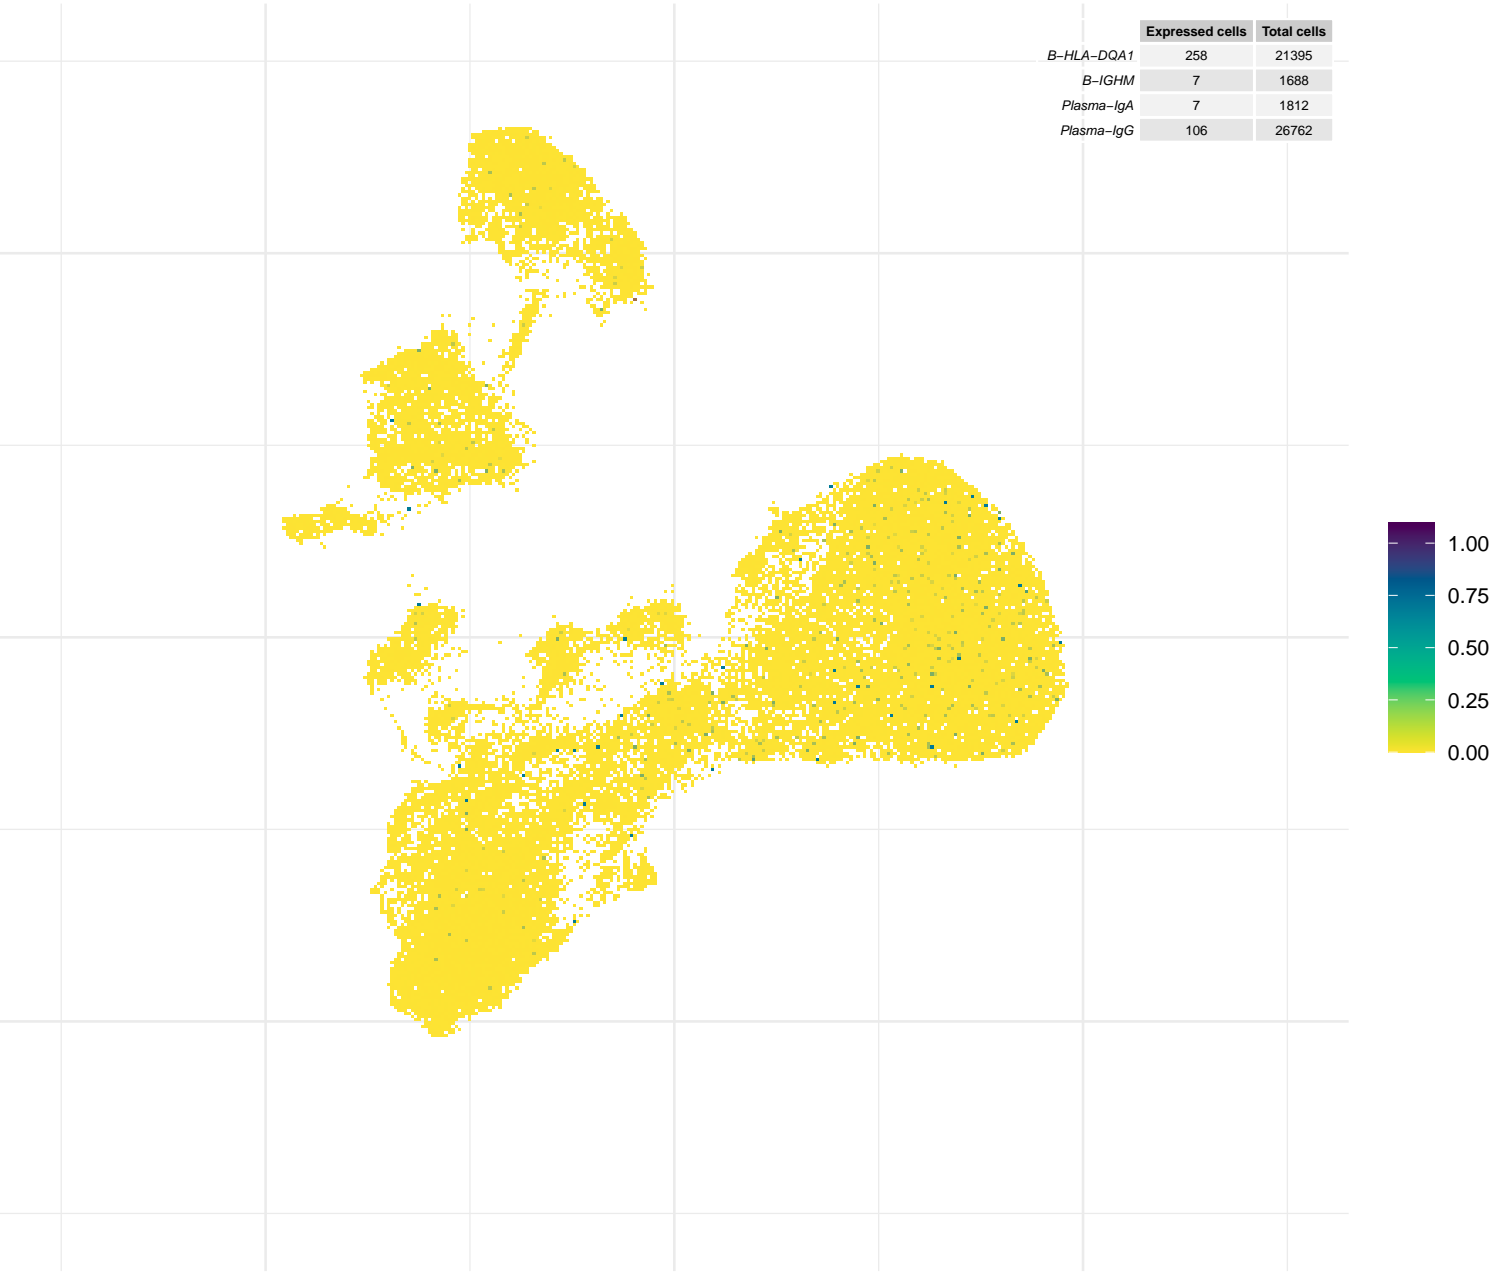 Expressed cells Total cells
B−HLA−DQA1 258 21395
B−IGHM 7 1688
Plasma−IgA 7 1812
Plasma−IgG 106 26762
1.00
0.75
0.50
0.25
0.00